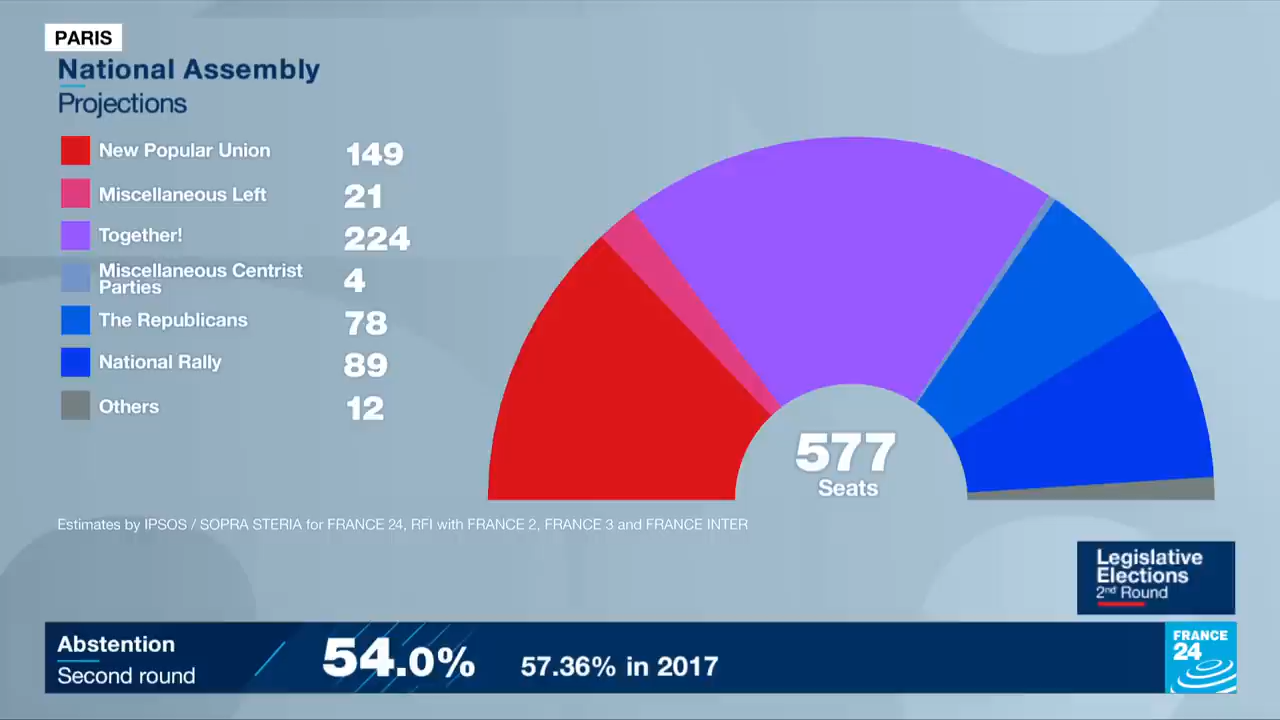 PARIS
National Assembly
Projections
New Popular Union 149
Miscellaneous Left 21
Together! 224
Miscellaneous Centrist
Parties 4
The Republicans 78
National Rally 89
Others 12
577
Seats
Estimates by IPSOS / SOPRA STERIA for FRANCE 24, RFI with FRANCE 2, FRANCE 3 and FRANCE INTER
Legislative
Elections
2nd Round
Abstention
Second round
54.0% 57.36% in 2017
FRANCE
24